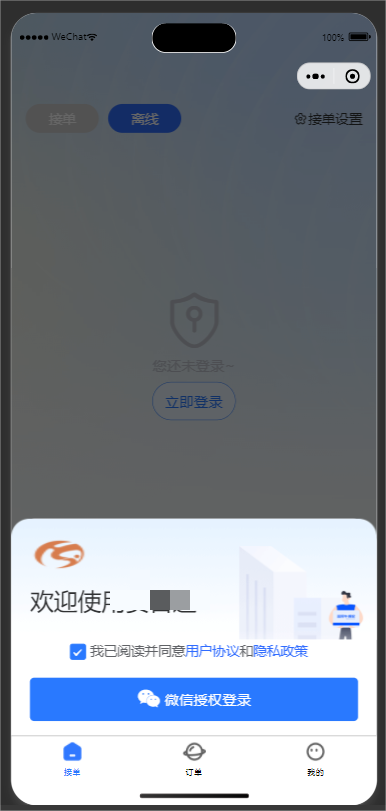 WeChat
100%
接单
离线
接单设置
您还未登录~
立即登录
欢迎使用
我已阅读并同意用户协议和隐私政策
微信授权登录
接单
订单
我的